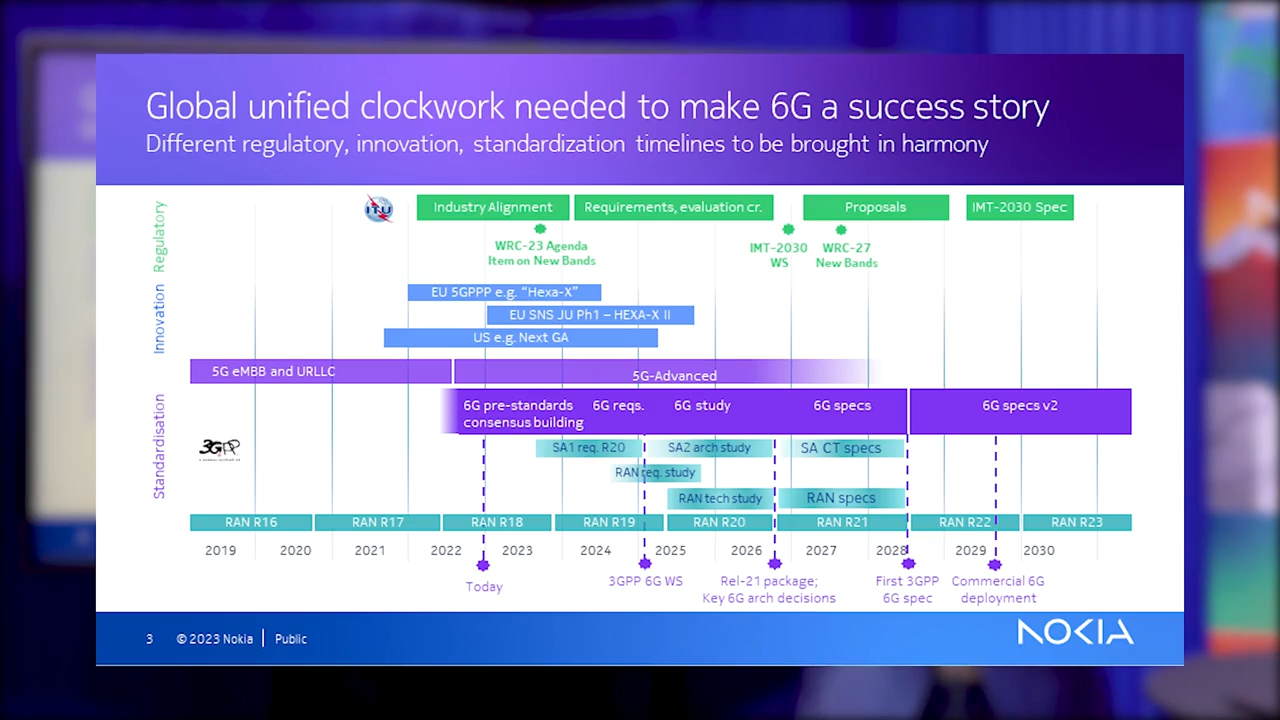 Global unified clockwork needed to make 6G a success story
Different regulatory, innovation, standardization timelines to be brought in harmony
Regulatory
ITU
Industry Alignment
Requirements, evaluation cr.
Proposals
IMT-2030 Spec
WRC-23 Agenda
Item on New Bands
IMT-2030
WS
WRC-27
New Bands
Innovation
EU 5GPPP e.g. “Hexa-X”
EU SNS JU Ph1 – HEXA-X II
US e.g. Next GA
Standardisation
5G eMBB and URLLC
5G-Advanced
6G pre-standards
consensus building
6G reqs.
6G study
6G specs
6G specs v2
3GPP
SA1 req. R20
SA2 arch study
SA CT specs
RAN req. study
RAN tech study
RAN specs
RAN R16
RAN R17
RAN R18
RAN R19
RAN R20
RAN R21
RAN R22
RAN R23
2019
2020
2021
2022
2023
2024
2025
2026
2027
2028
2029
2030
Today
3GPP 6G WS
Rel-21 package;
Key 6G arch decisions
First 3GPP
6G spec
Commercial 6G
deployment
3
© 2023 Nokia
Public
NOKIA